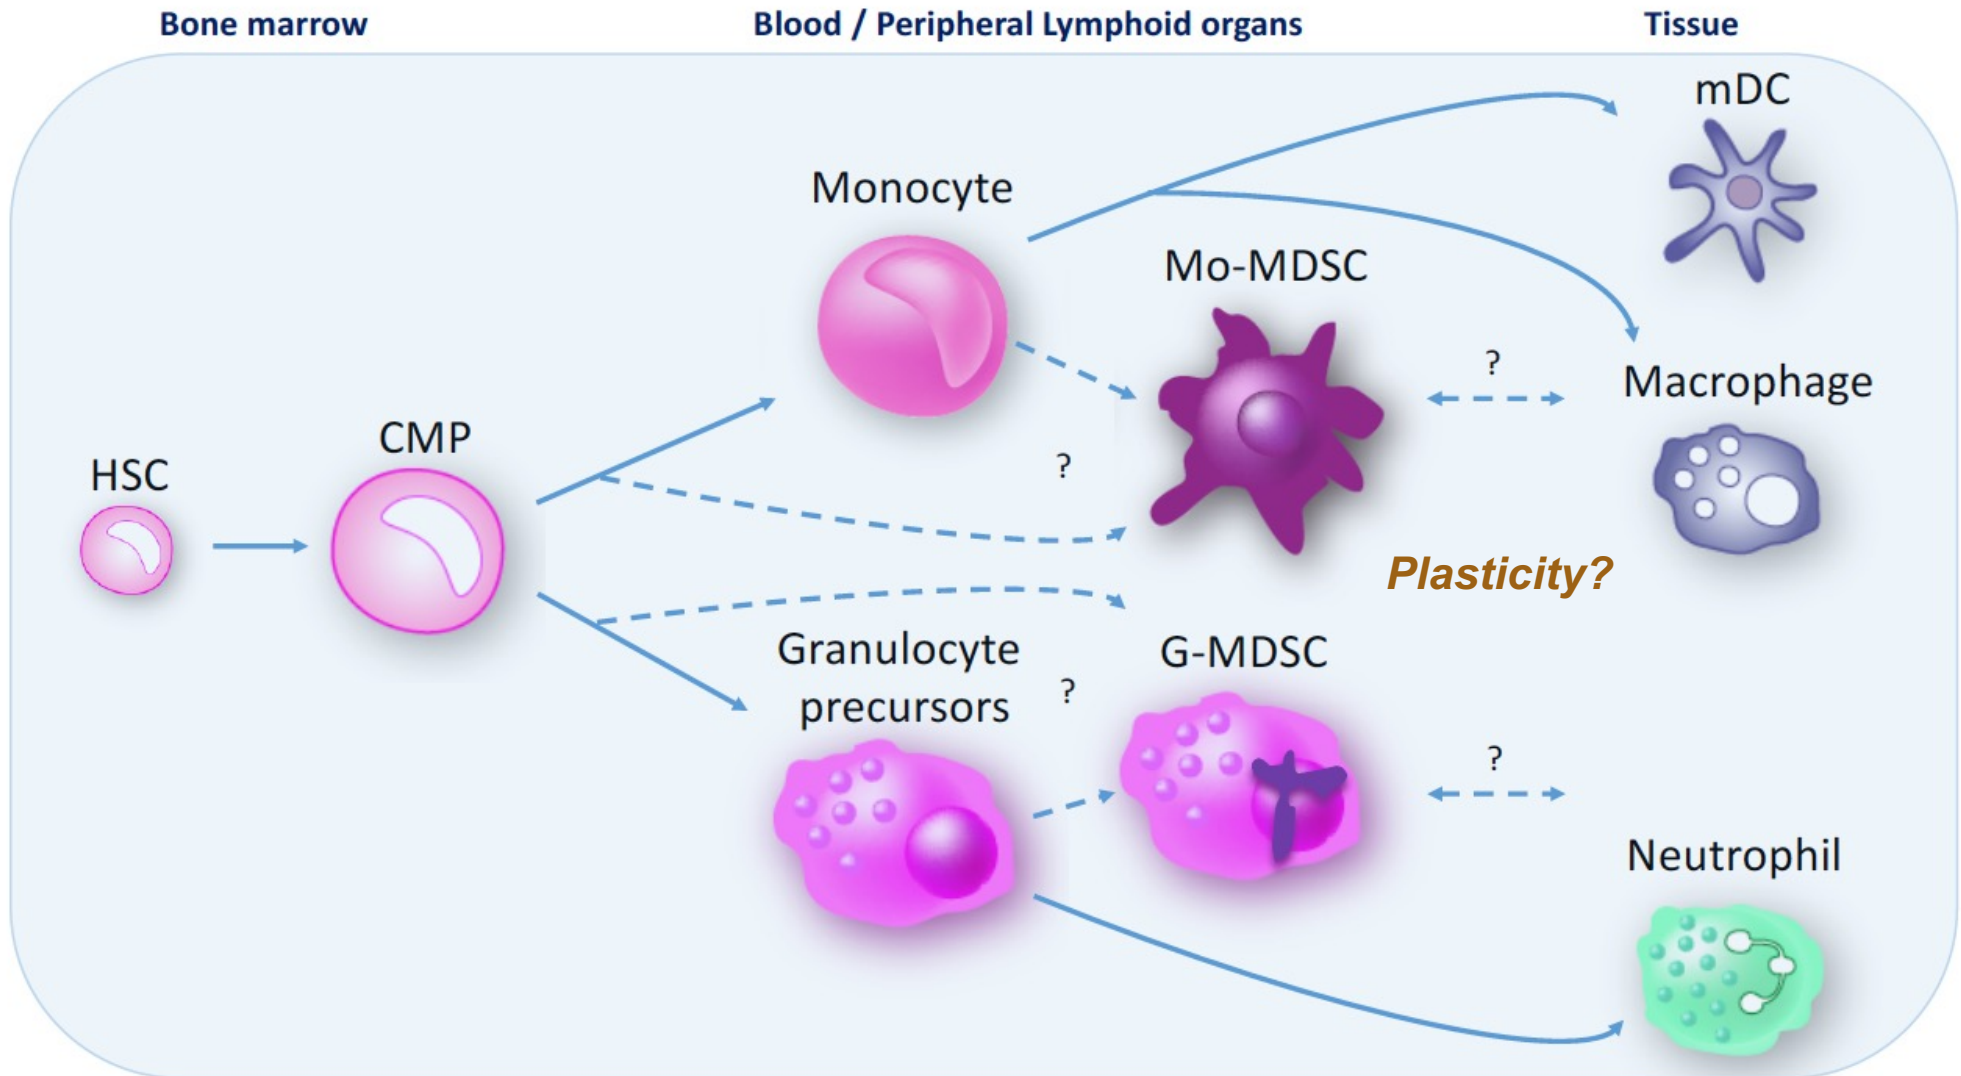 Bone marrow
Blood / Peripheral Lymphoid organs
Tissue
mDC
Monocyte
Mo-MDSC
?
Macrophage
CMP
HSC
?
Plasticity?
Granulocyte
precursors
?
G-MDSC
?
Neutrophil